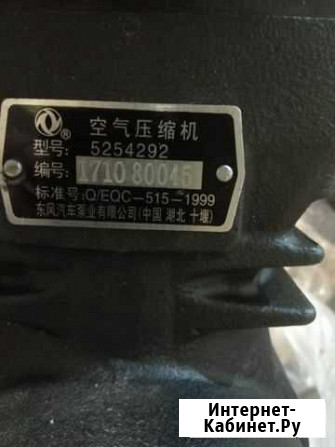 ® 空气压缩机
型号: 5254292
编号: 1710 80045
标准号:Q/EQC-515-1999
东风汽车泵业有限公司(中国 湖北 十堰)
Интернет-
Кабинет.Ру